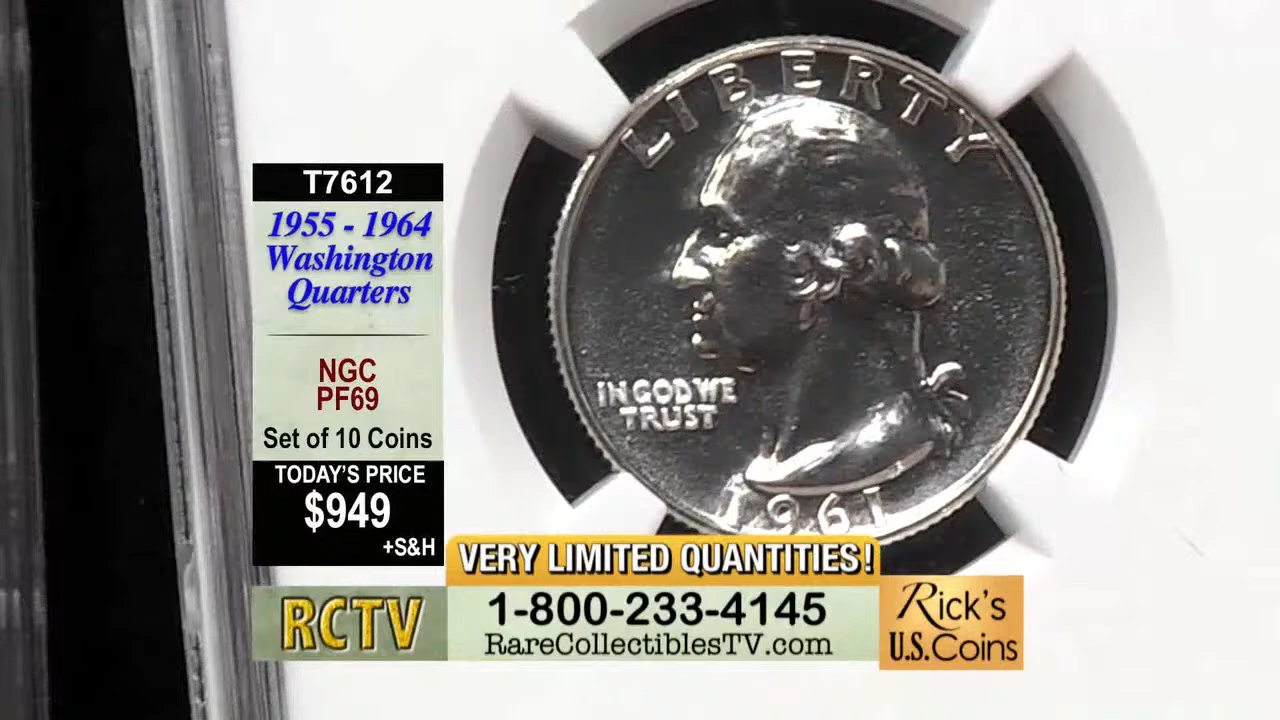 LIBERTY
IN GOD WE
TRUST
1961
T7612
1955 - 1964
Washington
Quarters
NGC
PF69
Set of 10 Coins
TODAY'S PRICE
$949
+S&H
VERY LIMITED QUANTITIES!
RCTV
1-800-233-4145
RareCollectiblesTV.com
Rick's
U.S. Coins